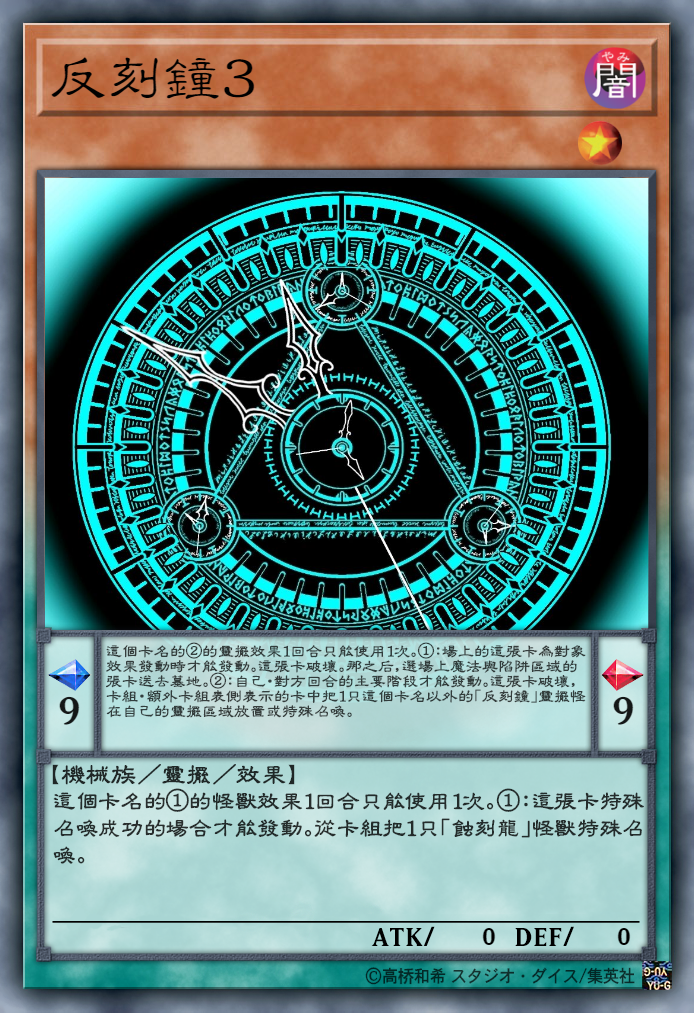 反刻鐘3
やみ
闇
這個卡名的②的靈擺效果1回合只能使用1次。①：場上的這張卡為對象
效果發動時才能發動。這張卡破壞。那之后，選場上魔法與陷阱區域的
張卡送去墓地。②：自己·對方回合的主要階段才能發動。這張卡破壞，
卡組·額外卡組表側表示的卡中把1只這個卡名以外的「反刻鐘」靈擺怪
在自己的靈擺區域放置或特殊召喚。
9
9
【機械族／靈擺／效果】
這個卡名的①的怪獸效果1回合只能使用1次。①：這張卡特殊
召喚成功的場合才能發動。從卡組把1只「蝕刻龍」怪獸特殊召
喚。
ATK/ 0 DEF/ 0
©高桥和希 スタジオ・ダイス/集英社
YU-G
YU-G